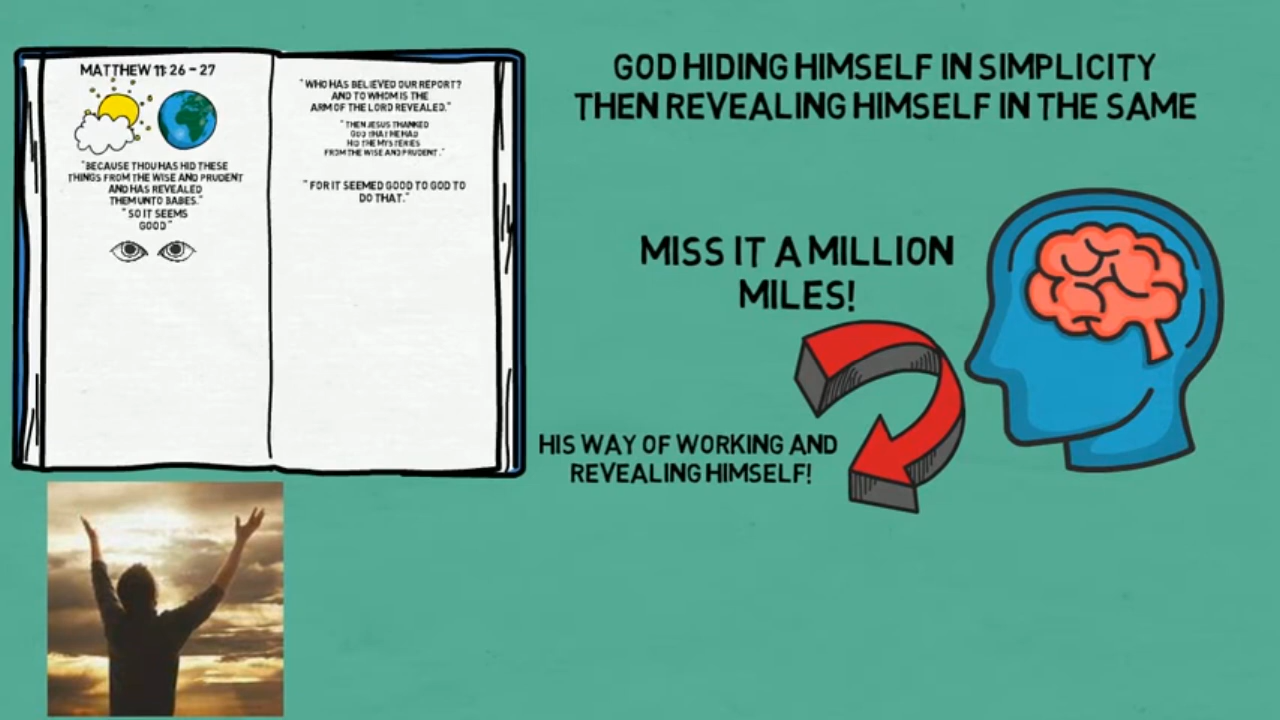 MATTHEW 11: 26 - 27
"BECAUSE THOU HAS HID THESE
THINGS FROM THE WISE AND PRUDENT
AND HAS REVEALED
THEM UNTO BABES."
"SO IT SEEMS
GOOD"
"WHO HAS BELIEVED OUR REPORT?
AND TO WHOM IS THE
ARM OF THE LORD REVEALED."
"THEN JESUS THANKED
GOD THAT HE HAD
HID THE MYSTERIES
FROM THE WISE AND PRUDENT."
"FOR IT SEEMED GOOD TO GOD TO
DO THAT."
GOD HIDING HIMSELF IN SIMPLICITY
THEN REVEALING HIMSELF IN THE SAME
MISS IT A MILLION
MILES!
HIS WAY OF WORKING AND
REVEALING HIMSELF!